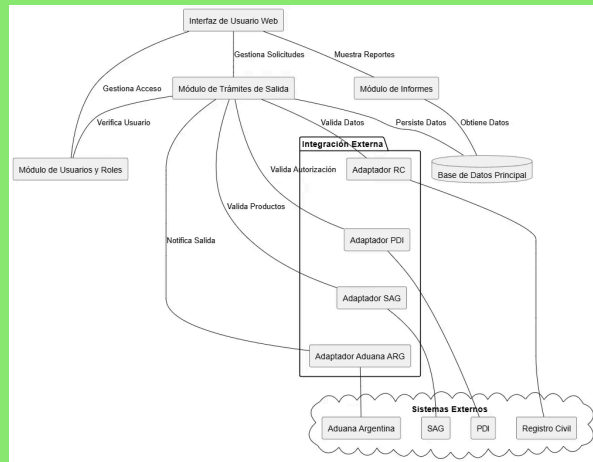 Interfaz de Usuario Web
Gestiona Solicitudes
Muestra Reportes
Gestiona Acceso
Módulo de Trámites de Salida
Módulo de Informes
Verifica Usuario
Valida Datos
Persiste Datos
Obtiene Datos
Integración Externa
Módulo de Usuarios y Roles
Valida Autorización
Adaptador RC
Base de Datos Principal
Valida Productos
Notifica Salida
Adaptador PDI
Adaptador SAG
Adaptador Aduana ARG
Sistemas Externos
Aduana Argentina
SAG
PDI
Registro Civil